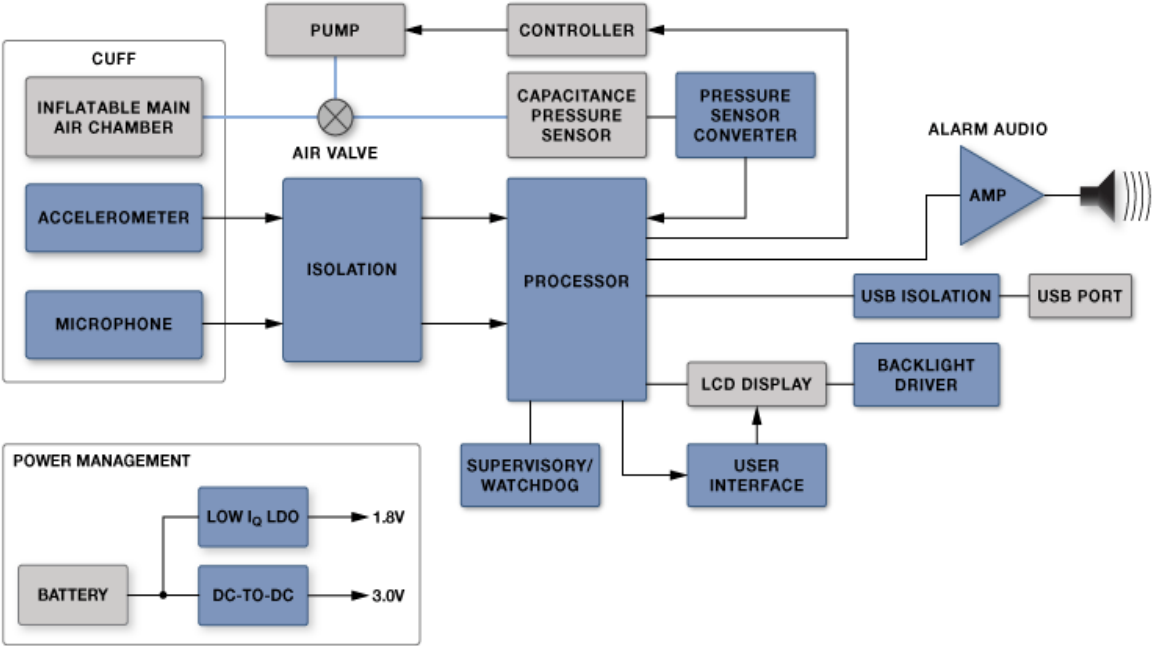 PUMP
CONTROLLER
CUFF
INFLATABLE MAIN
AIR CHAMBER
CAPACITANCE
PRESSURE
SENSOR
PRESSURE
SENSOR
CONVERTER
AIR VALVE
ALARM AUDIO
AMP
ACCELEROMETER
ISOLATION
PROCESSOR
MICROPHONE
USB ISOLATION
USB PORT
LCD DISPLAY
BACKLIGHT
DRIVER
SUPERVISORY/
WATCHDOG
USER
INTERFACE
POWER MANAGEMENT
LOW IQ LDO
1.8V
BATTERY
DC-TO-DC
3.0V